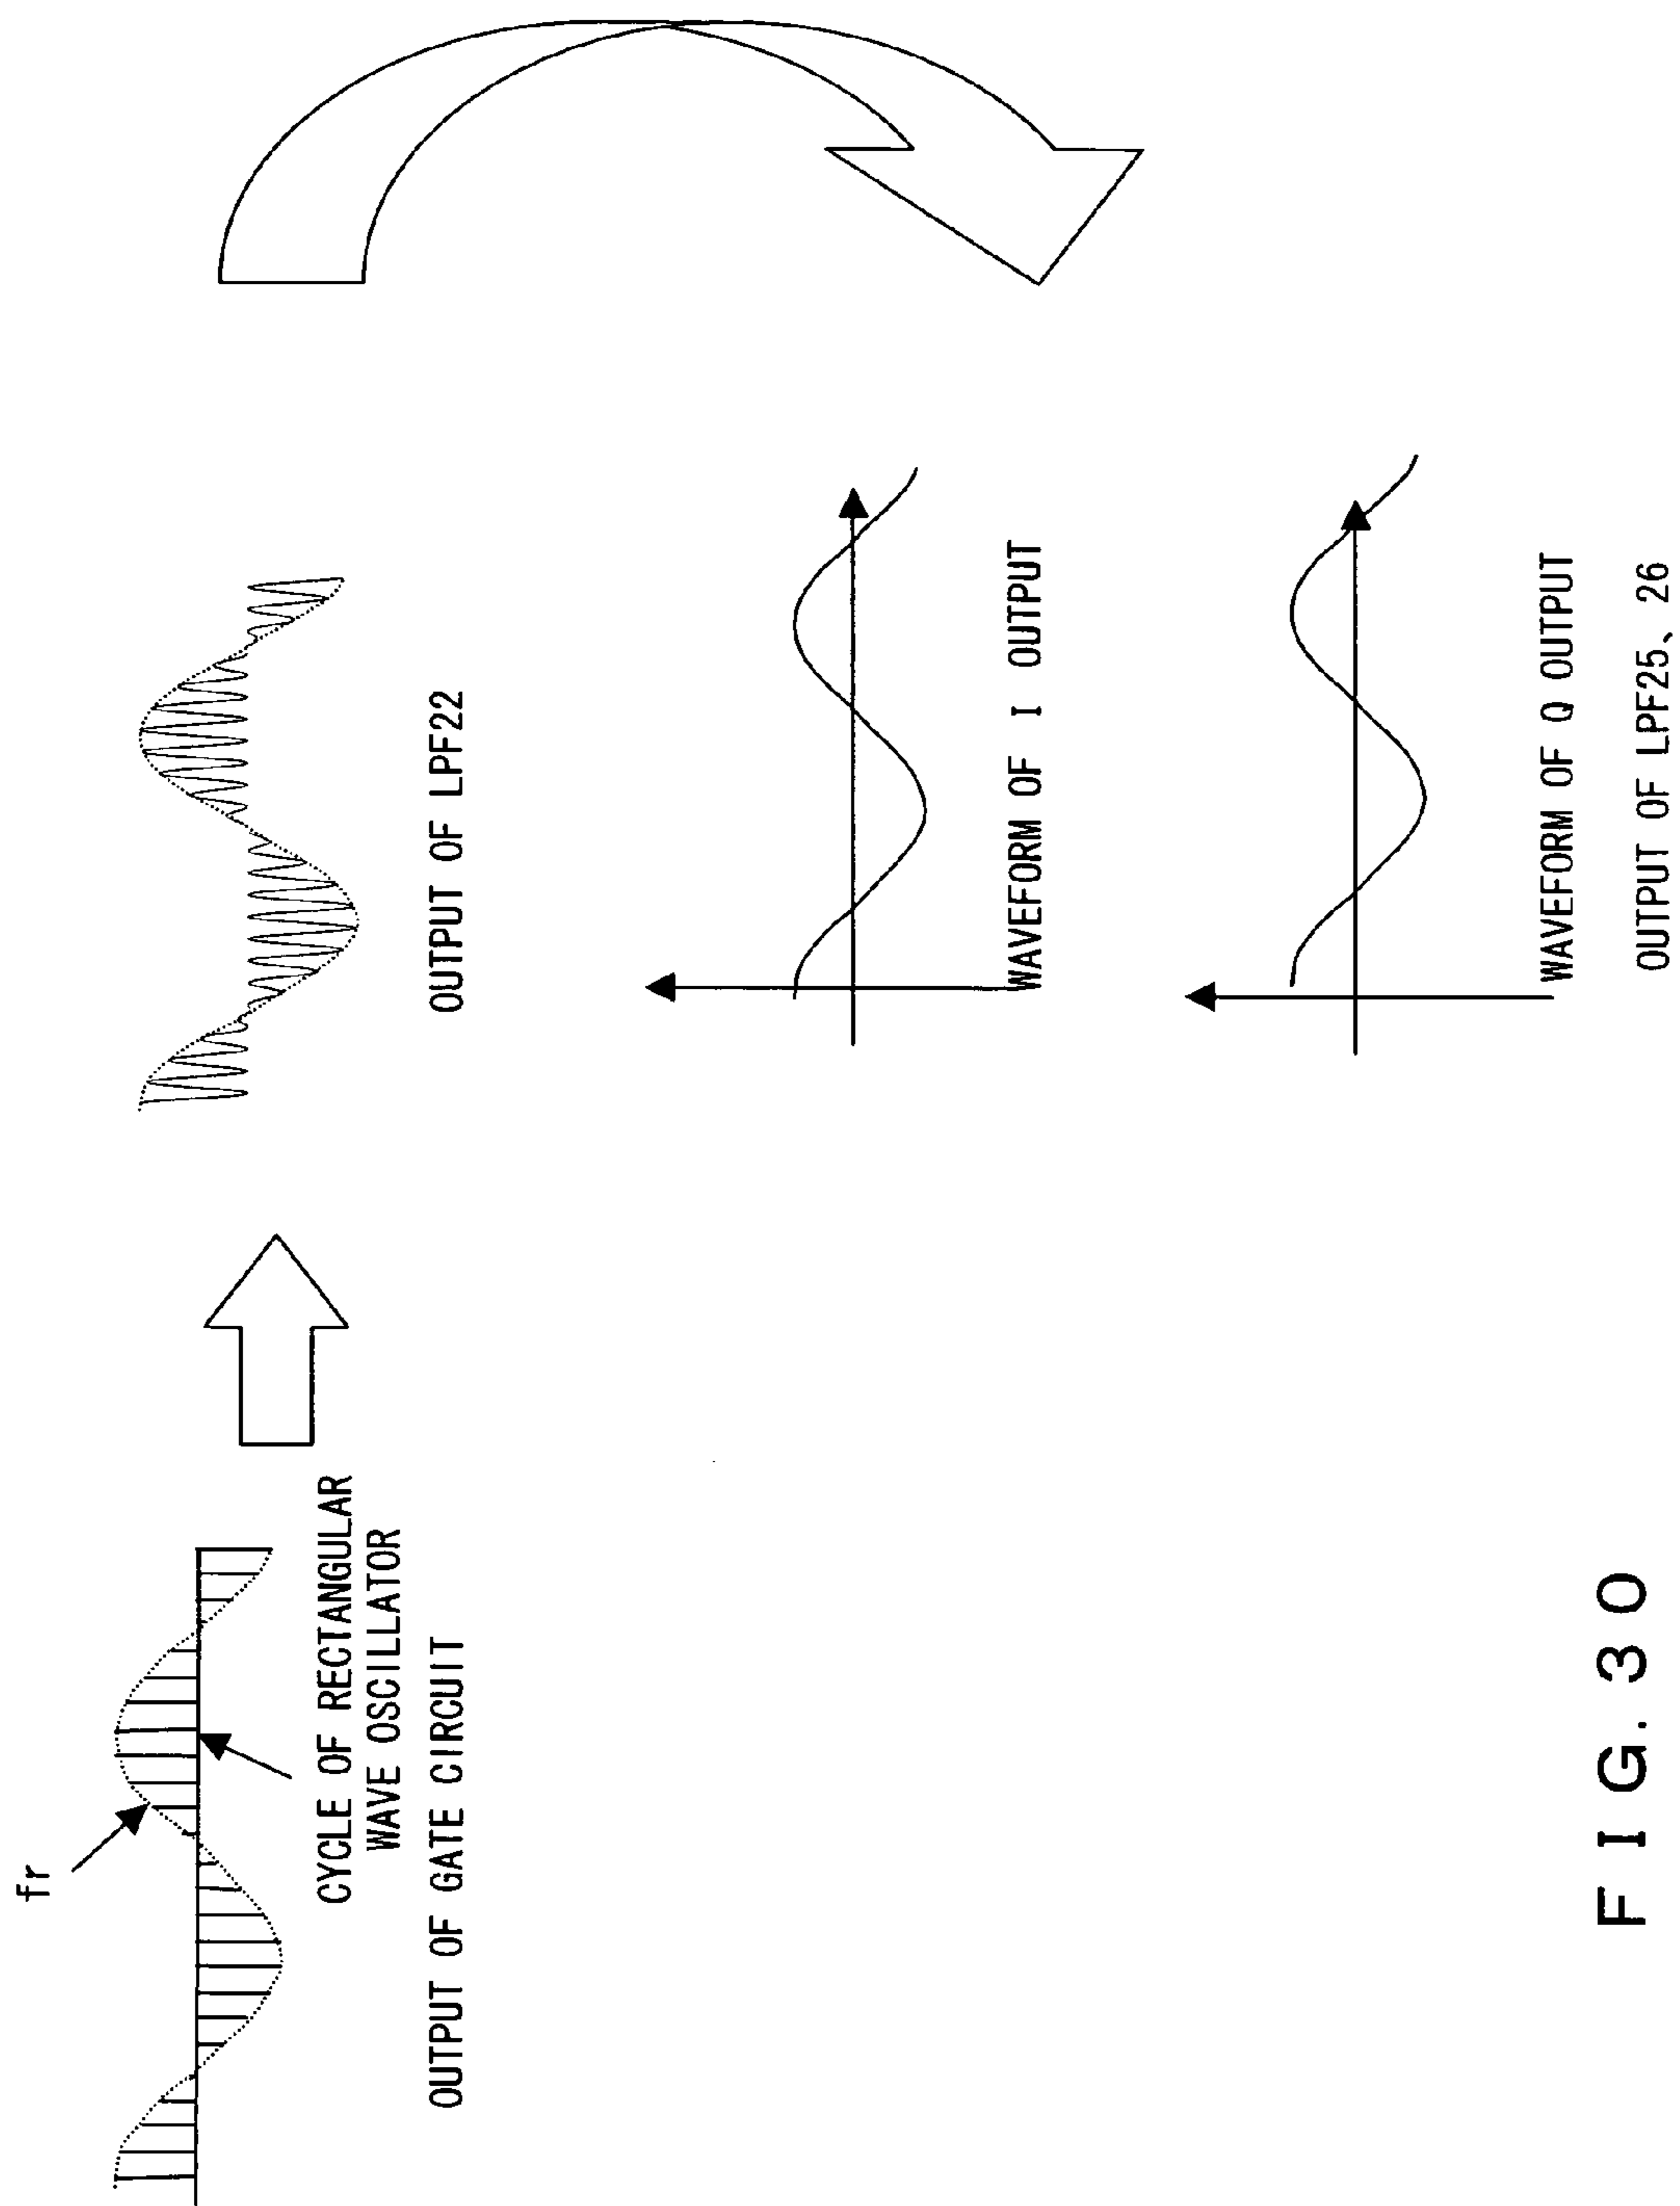 fr
CYCLE OF RECTANGULAR
WAVE OSCILLATOR
OUTPUT OF GATE CIRCUIT
OUTPUT OF LPF22
WAVEFORM OF I OUTPUT
WAVEFORM OF Q OUTPUT
OUTPUT OF LPF25、26
FIG. 30